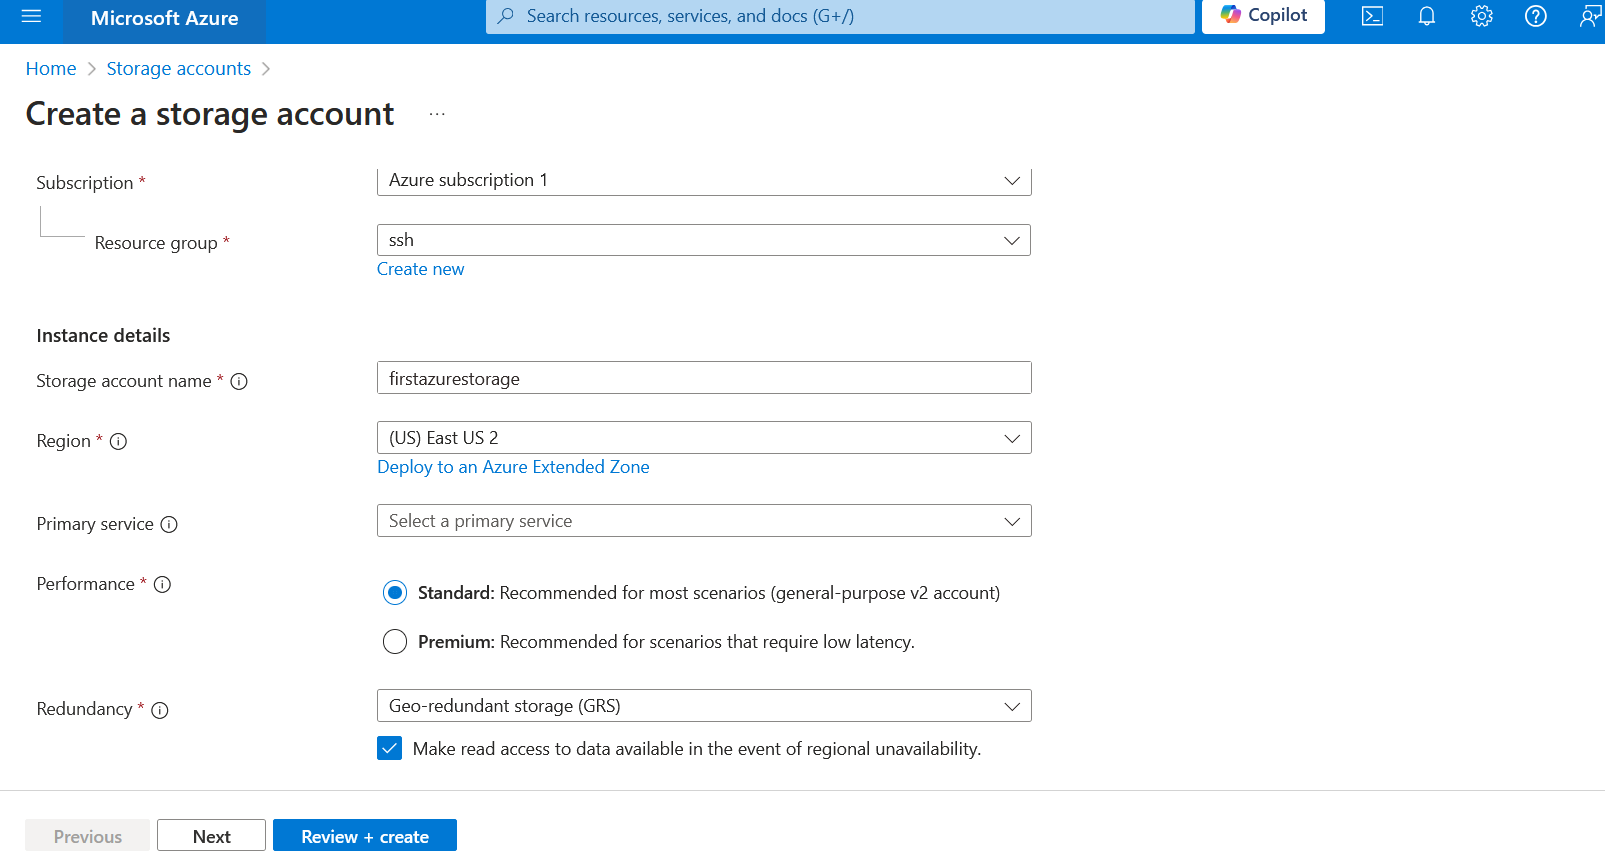 Microsoft Azure
Search resources, services, and docs (G+/)
Copilot
Home > Storage accounts >
Create a storage account ...
Subscription *
Azure subscription 1
Resource group *
ssh
Create new
Instance details
Storage account name *
firstazurestorage
Region *
(US) East US 2
Deploy to an Azure Extended Zone
Primary service
Select a primary service
Performance *
Standard: Recommended for most scenarios (general-purpose v2 account)
Premium: Recommended for scenarios that require low latency.
Redundancy *
Geo-redundant storage (GRS)
Make read access to data available in the event of regional unavailability.
Previous
Next
Review + create